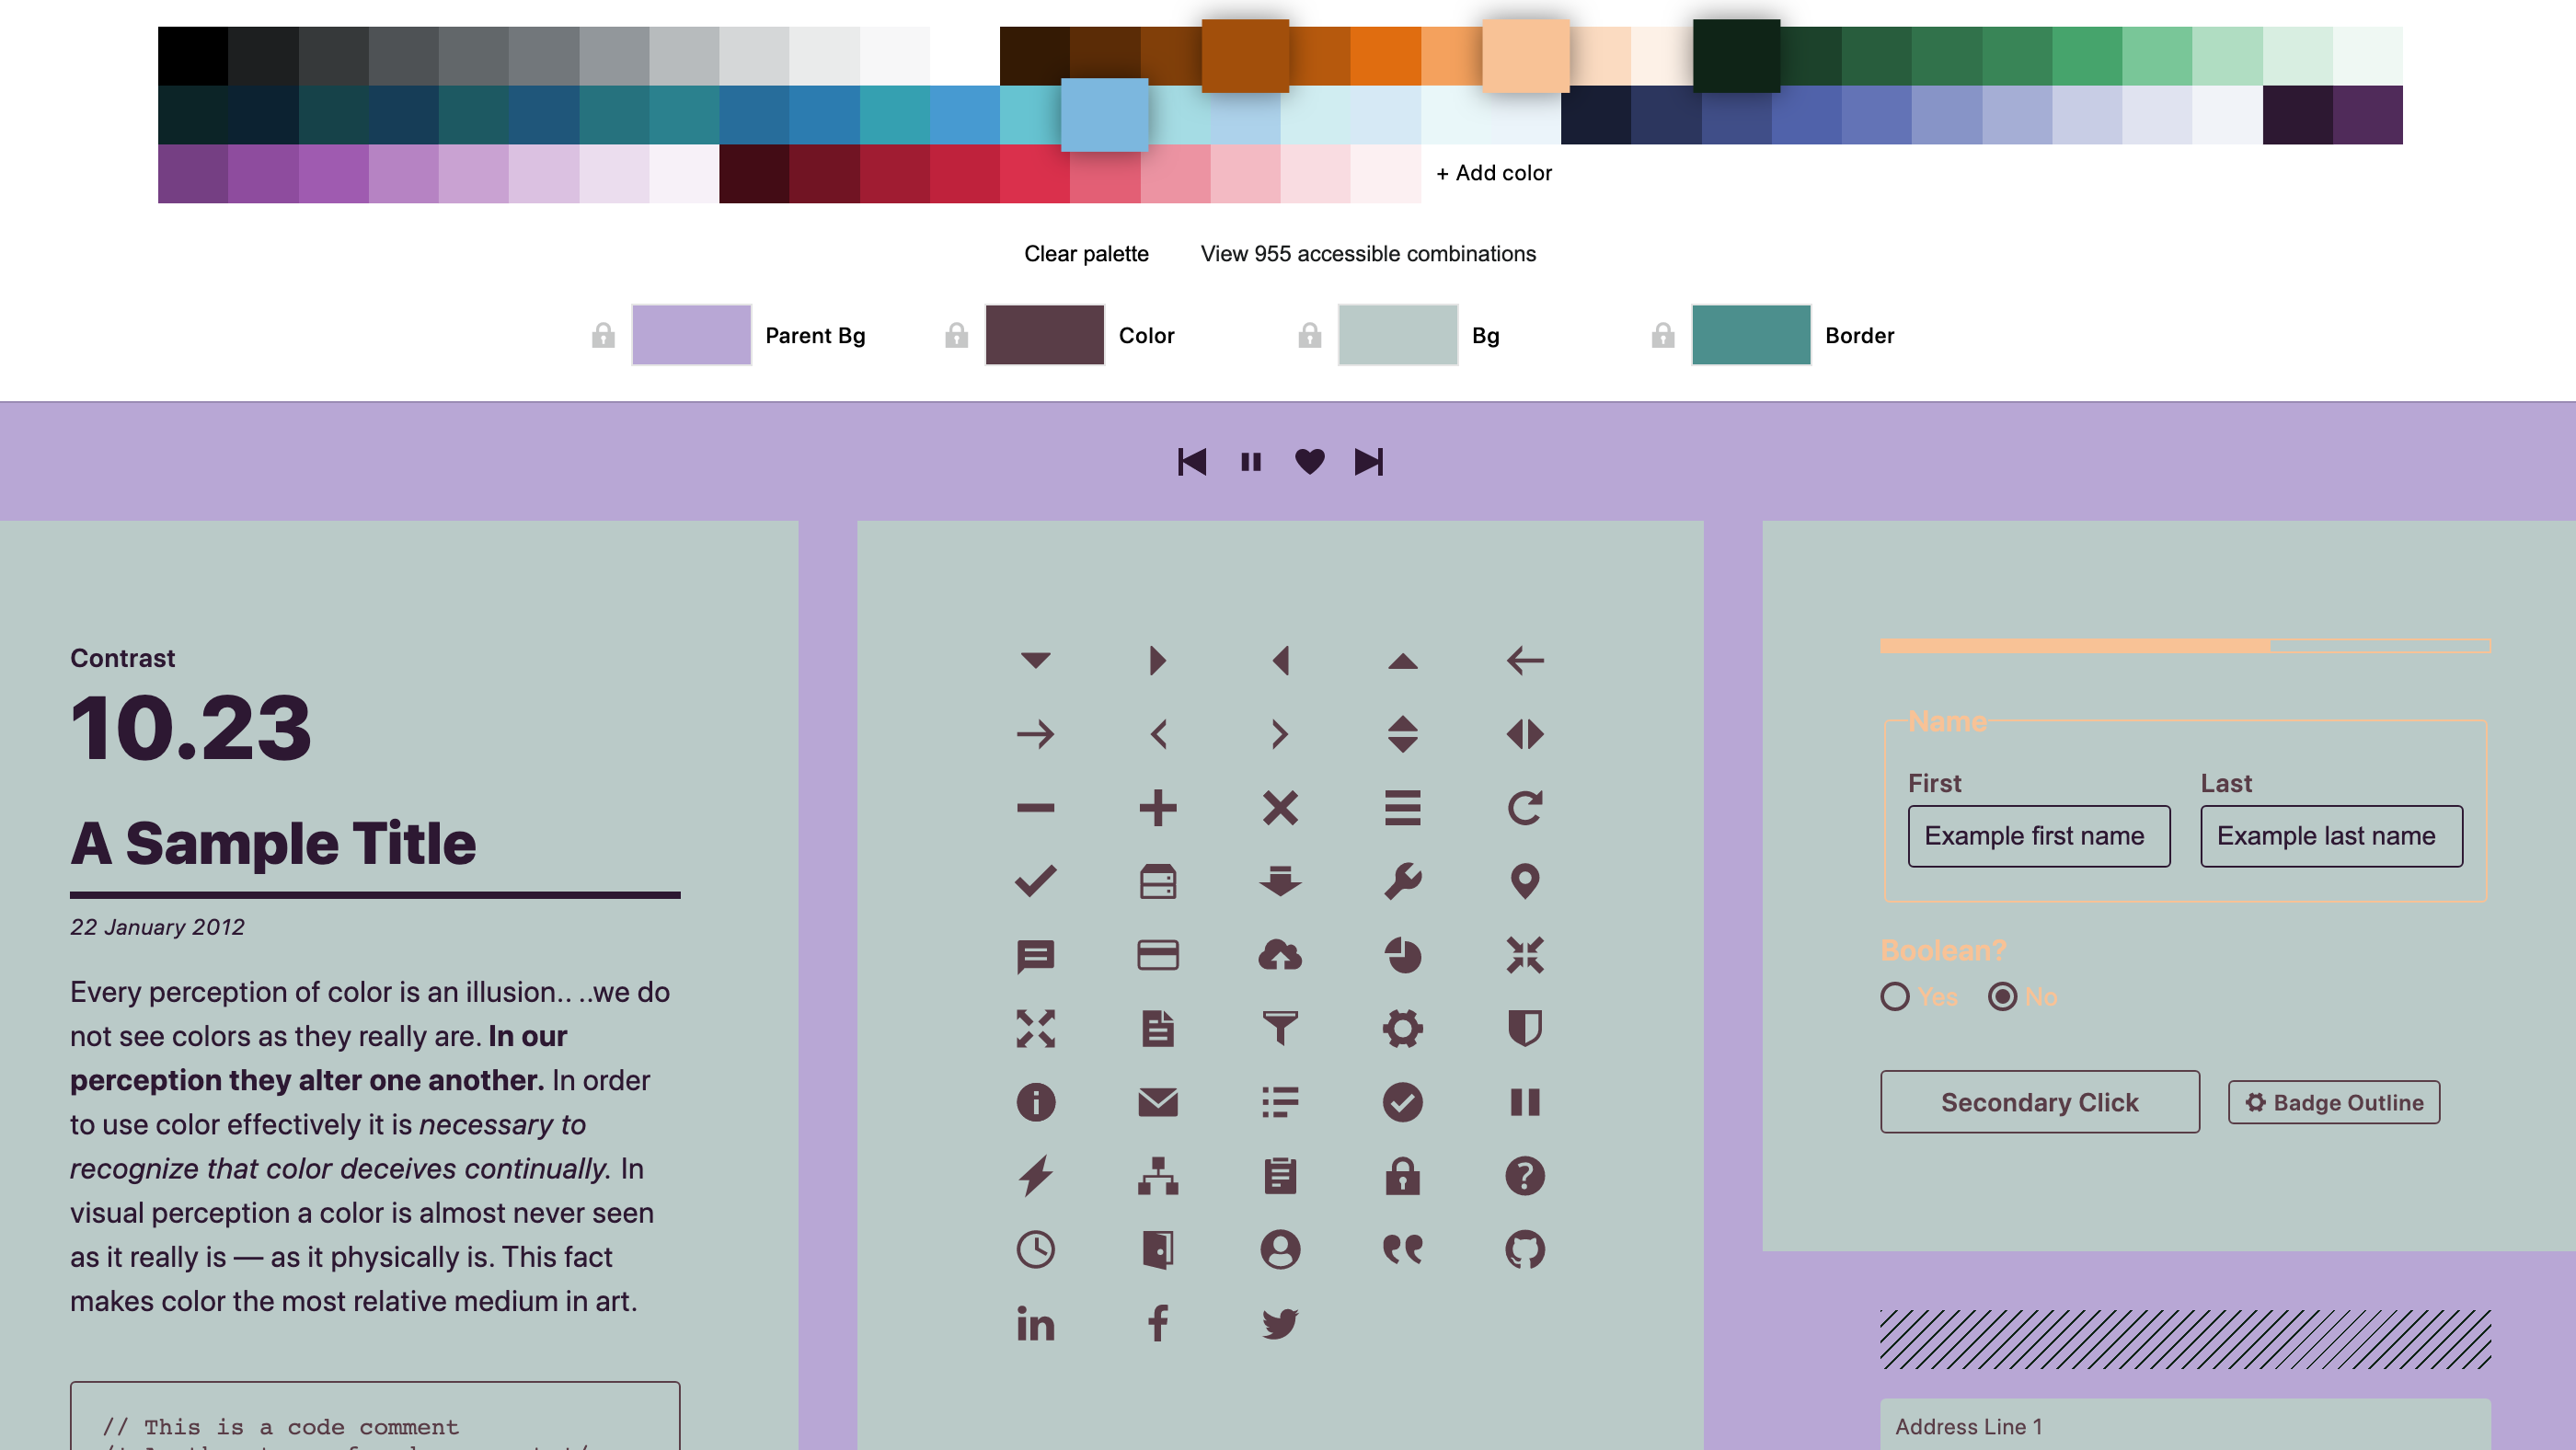 + Add color
Clear palette
View 955 accessible combinations
Parent Bg
Color
Bg
Border
Contrast
10.23
A Sample Title
22 January 2012
Every perception of color is an illusion.. ..we do
not see colors as they really are. In our
perception they alter one another. In order
to use color effectively it is necessary to
recognize that color deceives continually. In
visual perception a color is almost never seen
as it really is — as it physically is. This fact
makes color the most relative medium in art.
// This is a code comment
Name
First
Last
Example first name
Example last name
Boolean?
Yes
No
Secondary Click
Badge Outline
Address Line 1